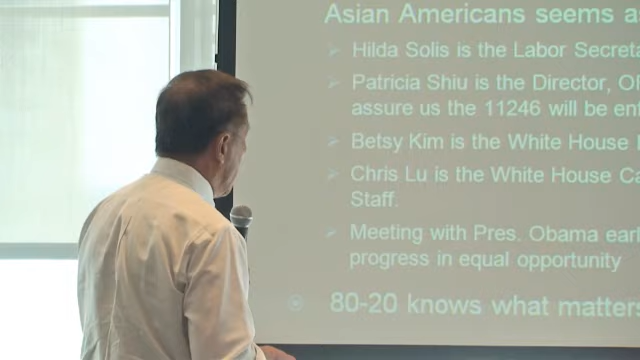 Asian Americans seems a
Hilda Solis is the Labor Secreta
Patricia Shiu is the Director, O
assure us the 11246 will be en
Betsy Kim is the White House
Chris Lu is the White House Ca
Staff.
Meeting with Pres. Obama earl
progress in equal opportunity
80-20 knows what matters